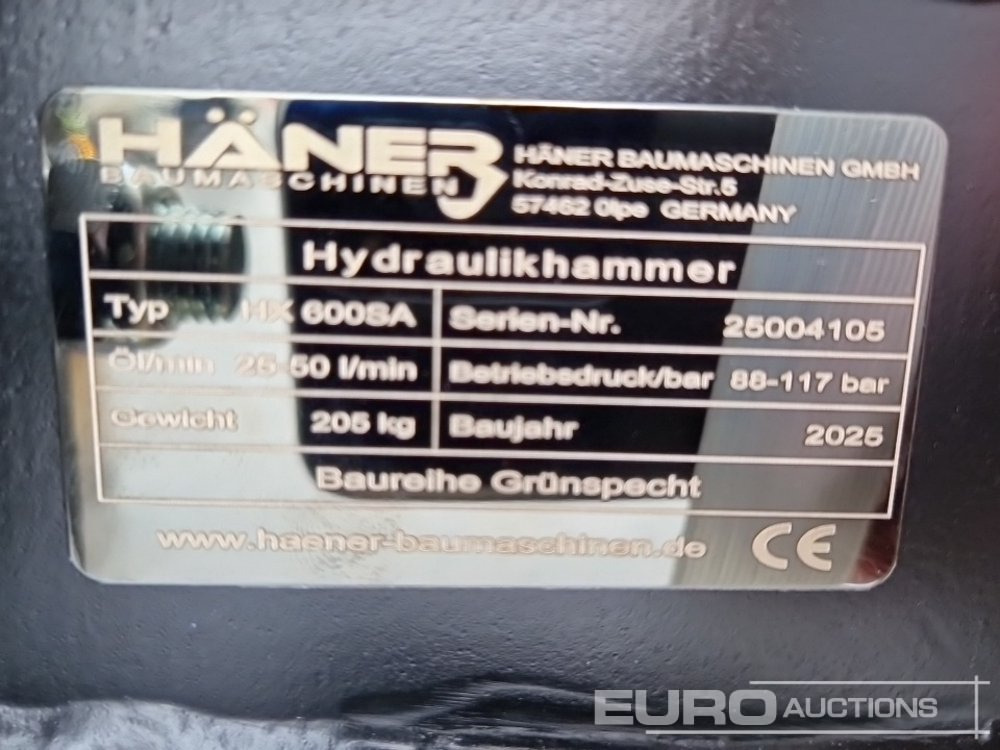 HÄNER
BAUMASCHINEN
HÄNER BAUMASCHINEN GMBH
Konrad-Zuse-Str.5
57462 Olpe GERMANY
Hydraulikhammer
Typ HX 600SA Serien-Nr. 25004105
Öl/min 25-50 l/min Betriebsdruck/bar 88-117 bar
Gewicht 205 kg Baujahr 2025
Baureihe Grünspecht
www.haener-baumaschinen.de CE
EURO AUCTIONS